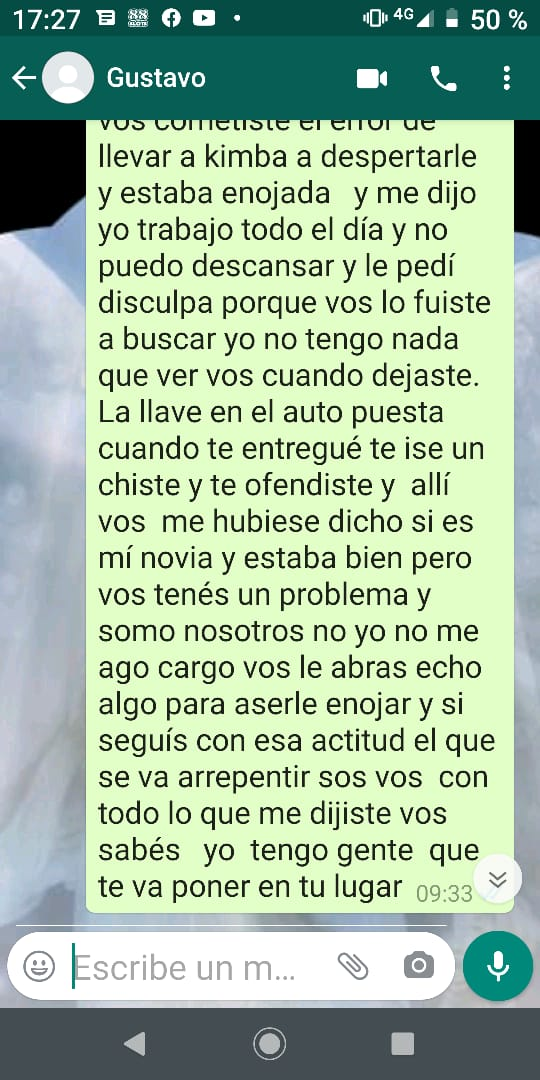 17:27
4G
50 %
Gustavo
vos cometiste el error de
llevar a kimba a despertarle
y estaba enojada y me dijo
yo trabajo todo el día y no
puedo descansar y le pedí
disculpa porque vos lo fuiste
a buscar yo no tengo nada
que ver vos cuando dejaste.
La llave en el auto puesta
cuando te entregué te ise un
chiste y te ofendiste y allí
vos me hubiese dicho si es
mí novia y estaba bien pero
vos tenés un problema y
somo nosotros no yo no me
ago cargo vos le abras echo
algo para aserle enojar y si
seguís con esa actitud el que
se va arrepentir sos vos con
todo lo que me dijiste vos
sabés yo tengo gente que
te va poner en tu lugar 09:33
Escribe un m...